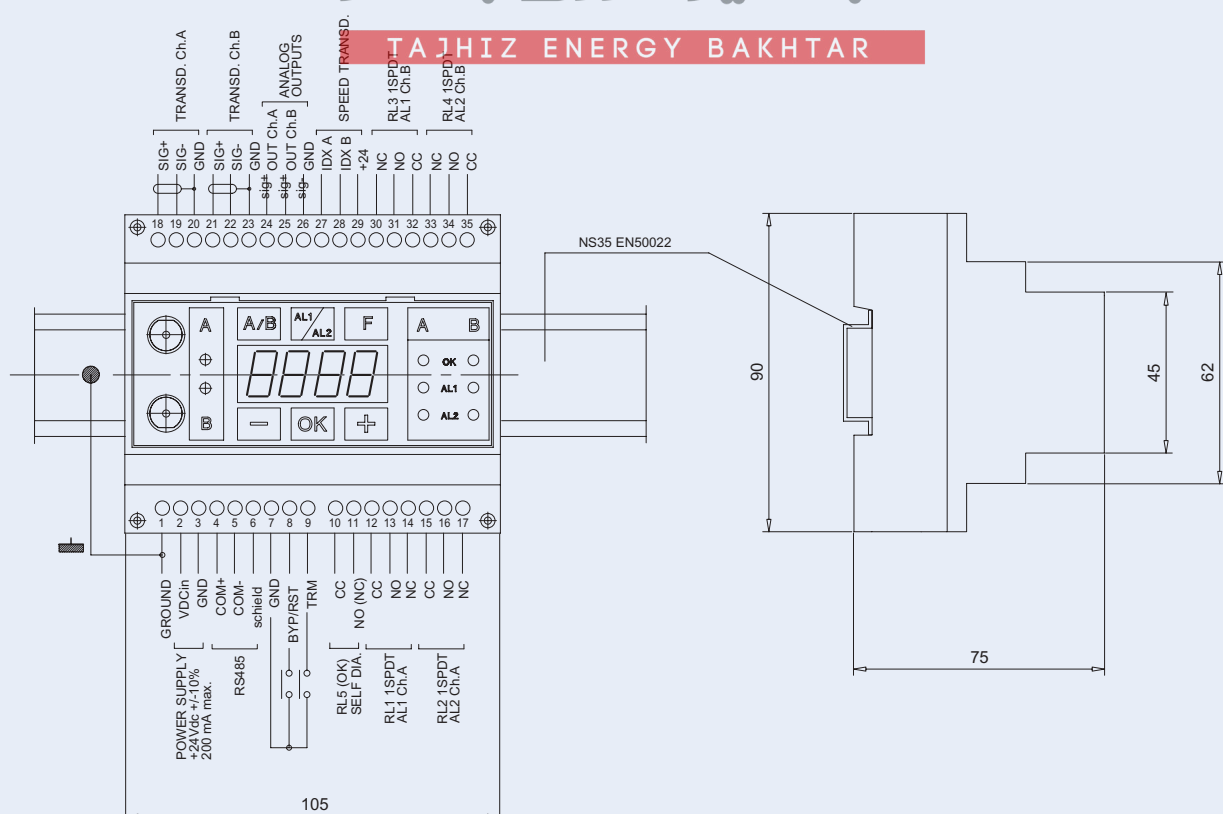 TAJHIZ ENERGY BAKHTAR
TRANSD. Ch.A
TRANSD. Ch.B
ANALOG
OUTPUTS
SPEED TRANSD.
RL3 1SPDT
AL1 Ch.B
RL4 1SPDT
AL2 Ch.B
SIG+
SIG-
GND
SIG+
SIG-
GND
sig+ OUT Ch.A
sig+ OUT Ch.B
sig- GND
IDX A
IDX B
+24
NC
NO
CC
NC
NO
CC
18 19 20 21 22 23 24 25 26 27 28 29 30 31 32 33 34 35
NS35 EN50022
A
B
A/B
AL1/AL2
F
8888
-
OK
+
A B
OK
AL1
AL2
1 2 3 4 5 6 7 8 9 10 11 12 13 14 15 16 17
GROUND
VDCin
GND
COM+
COM-
schield
GND
BYP/RST
TRM
CC
NO (NC)
CC
NO
NC
CC
NO
NC
POWER SUPPLY
+24Vdc +/-10%
200 mA max.
RS485
RL5 (OK)
SELF DIA.
RL1 1SPDT
AL1 Ch.A
RL2 1SPDT
AL2 Ch.A
105
90
45
62
75